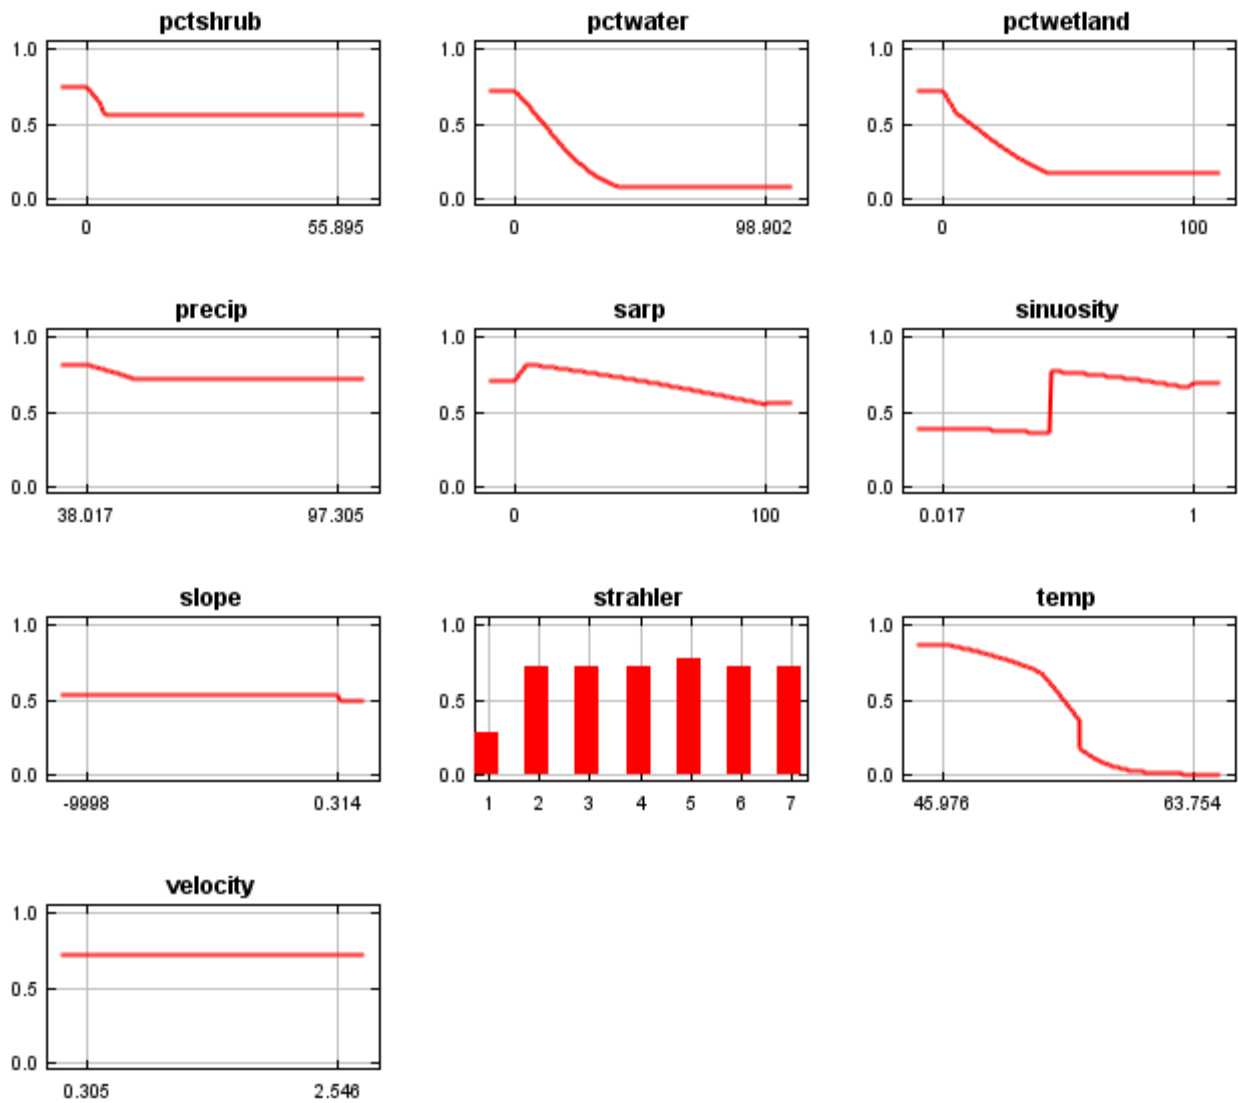 pctshrub pctwater pctwetland
1.0 1.0 1.0
0.5 0.5 0.5
0.0 0.0 0.0
0 55.895 0 98.902 0 100
precip sarp sinuosity
1.0 1.0 1.0
0.5 0.5 0.5
0.0 0.0 0.0
38.017 97.305 0 100 0.017 1
slope strahler temp
1.0 1.0 1.0
0.5 0.5 0.5
0.0 0.0 0.0
-9998 0.314 1 2 3 4 5 6 7 45.976 63.754
velocity
1.0
0.5
0.0
0.305 2.546